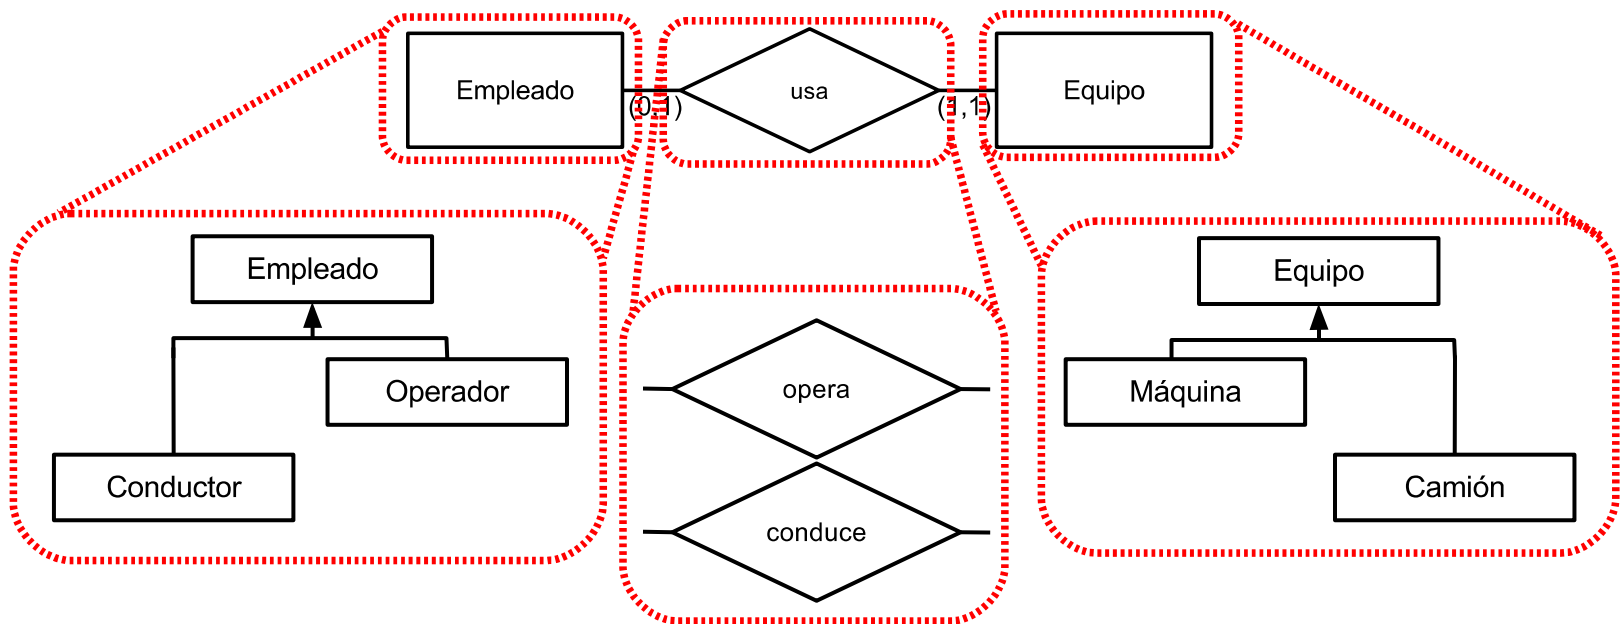 Empleado
(0,1)
usa
(1,1)
Equipo
Empleado
Operador
Conductor
opera
conduce
Equipo
Máquina
Camión